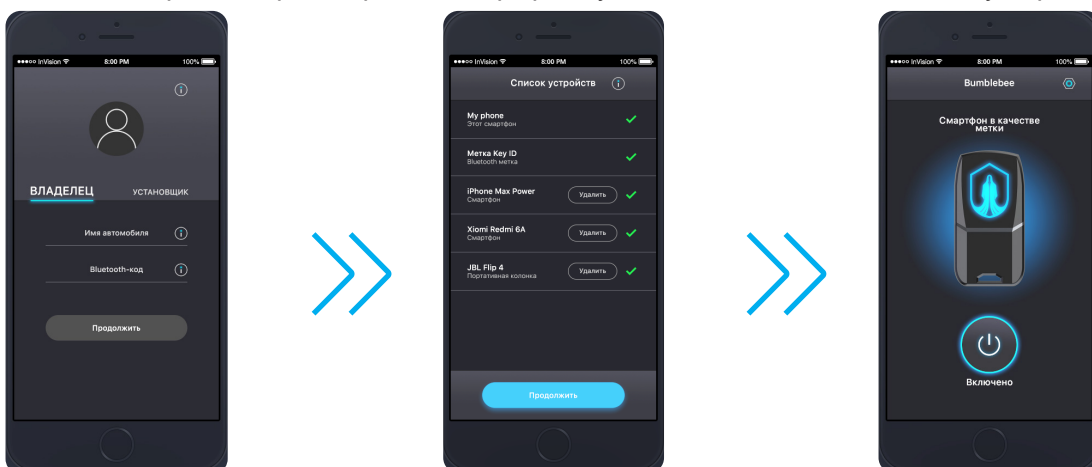 InVision 8:00 PM 100%
ВЛАДЕЛЕЦ УСТАНОВЩИК
Имя автомобиля
Bluetooth-код
Продолжить
InVision 8:00 PM 100%
Список устройств
My phone
Этот смартфон
Метка Key ID
Bluetooth метка
iPhone Max Power
Смартфон
Удалить
Xiomi Redmi 6A
Смартфон
Удалить
JBL Flip 4
Портативная колонка
Удалить
Продолжить
InVision 8:00 PM 100%
Bumblebee
Смартфон в качестве
метки
Включено